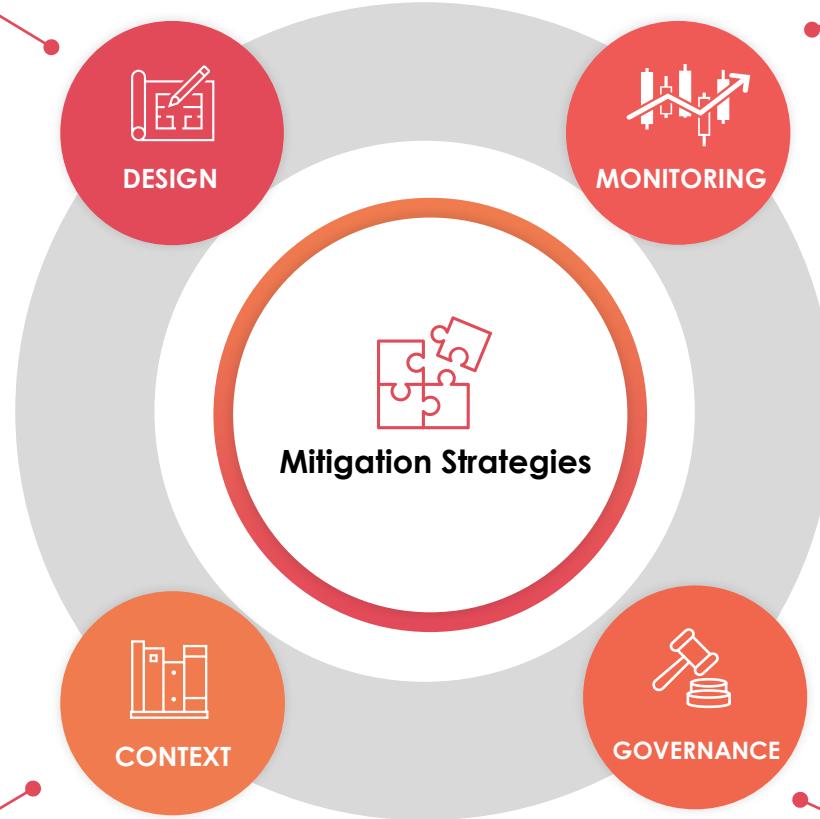 DESIGN
MONITORING
Mitigation Strategies
CONTEXT
GOVERNANCE